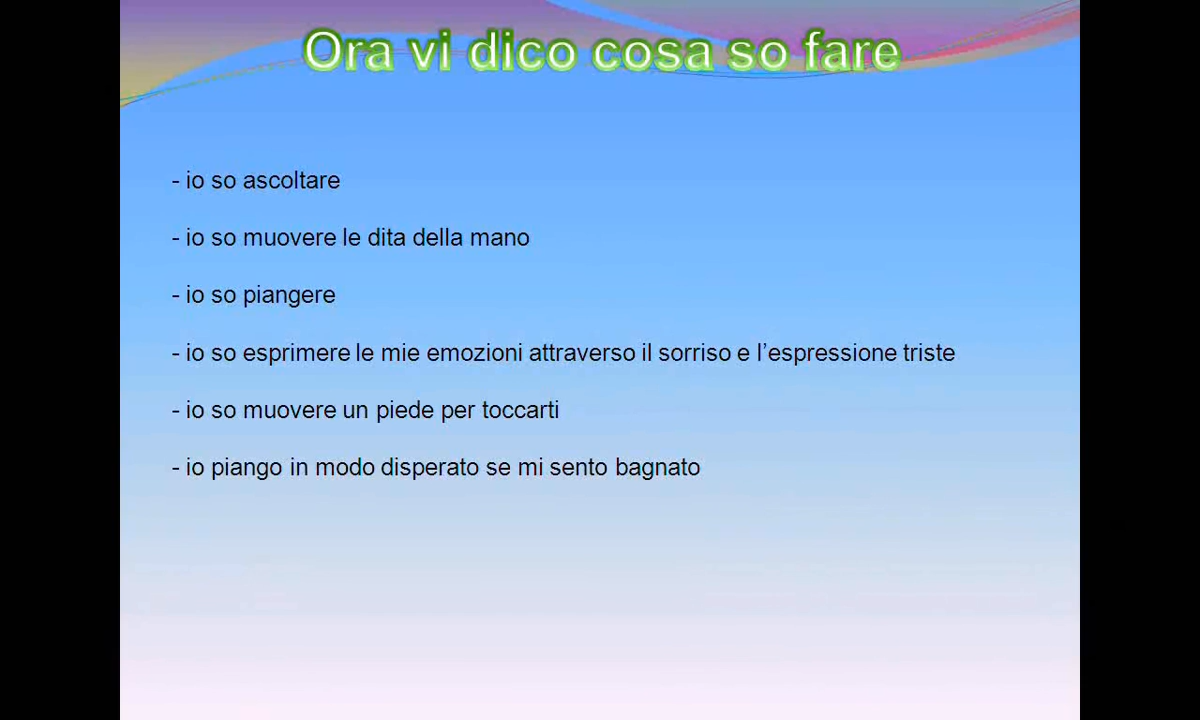 Ora vi dico cosa so fare
- io so ascoltare
- io so muovere le dita della mano
- io so piangere
- io so esprimere le mie emozioni attraverso il sorriso e l’espressione triste
- io so muovere un piede per toccarti
- io piango in modo disperato se mi sento bagnato